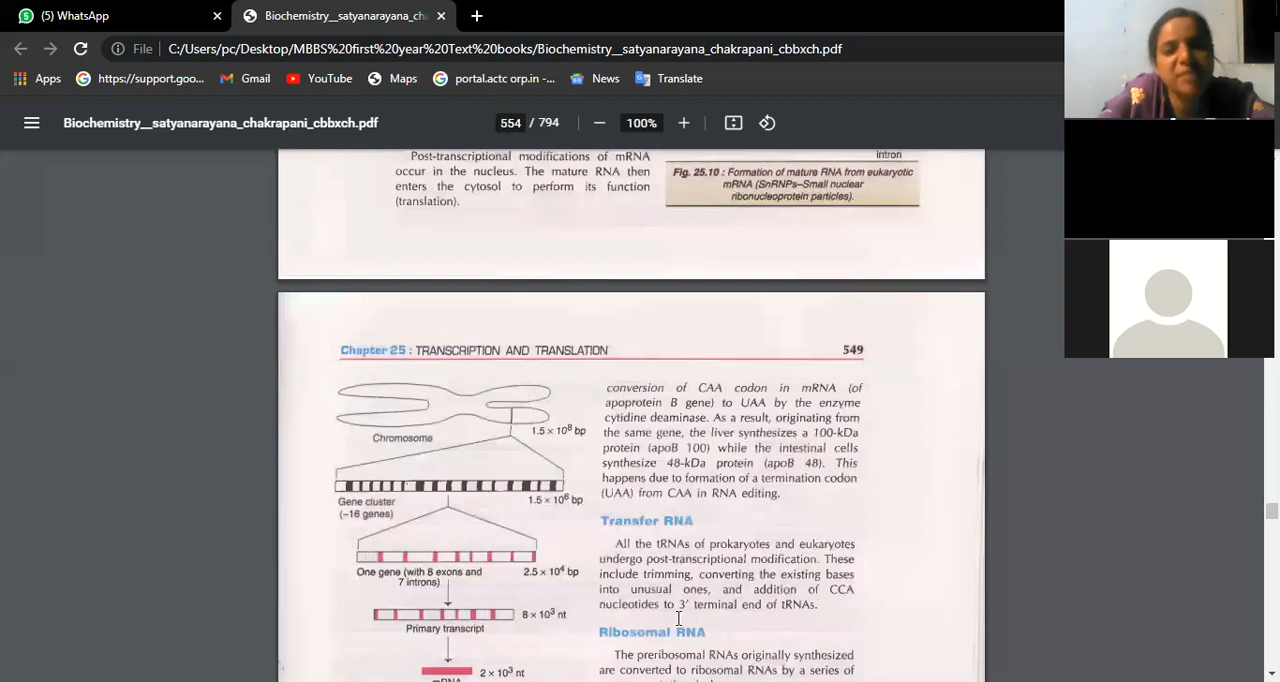 (5) WhatsApp
Biochemistry__satyanarayana_ch
File
C:/Users/pc/Desktop/MBBS%20first%20year%20Text%20books/Biochemistry__satyanarayana_chakrapani_cbbxch.pdf
Apps
https://support.goo...
Gmail
YouTube
Maps
portal.actc orp.in -...
News
Translate
Biochemistry__satyanarayana_chakrapani_cbbxch.pdf
554 / 794
100%
Post-transcriptional modifications of mRNA
occur in the nucleus. The mature RNA then
enters the cytosol to perform its function
(translation).
intron
Fig. 25.10 : Formation of mature RNA from eukaryotic
mRNA (SnRNPs–Small nuclear
ribonucleoprotein particles).
Chapter 25 : TRANSCRIPTION AND TRANSLATION
549
Chromosome
1.5 × 10⁸ bp
Gene cluster
(~16 genes)
1.5 × 10⁶ bp
One gene (with 8 exons and
7 introns)
2.5 × 10⁴ bp
8 × 10³ nt
Primary transcript
2 × 10³ nt
mRNA
conversion of CAA codon in mRNA (of
apoprotein B gene) to UAA by the enzyme
cytidine deaminase. As a result, originating from
the same gene, the liver synthesizes a 100-kDa
protein (apoB 100) while the intestinal cells
synthesize 48-kDa protein (apoB 48). This
happens due to formation of a termination codon
(UAA) from CAA in RNA editing.
Transfer RNA
All the tRNAs of prokaryotes and eukaryotes
undergo post-transcriptional modification. These
include trimming, converting the existing bases
into unusual ones, and addition of CCA
nucleotides to 3′ terminal end of tRNAs.
Ribosomal RNA
The preribosomal RNAs originally synthesized
are converted to ribosomal RNAs by a series of